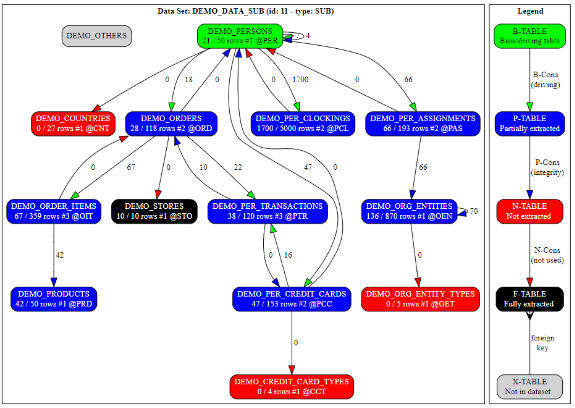 Data Set: DEMO_DATA_SUB (id: 11 - type: SUB)
DEMO_OTHERS
DEMO_PERSONS
21 / 50 rows #1 @PER
4
0
18
0
0
1700
0
66
DEMO_COUNTRIES
0 / 27 rows #1 @CNT
DEMO_ORDERS
28 / 118 rows #2 @ORD
DEMO_PER_CLOCKINGS
1700 / 5000 rows #2 @PCL
DEMO_PER_ASSIGNMENTS
66 / 193 rows #2 @PAS
0
67
0
10
22
47
0
66
DEMO_ORDER_ITEMS
67 / 359 rows #3 @OIT
DEMO_STORES
10 / 10 rows #1 @STO
DEMO_PER_TRANSACTIONS
38 / 120 rows #3 @PTR
DEMO_ORG_ENTITIES
136 / 870 rows #1 @OEN
70
42
0
16
0
DEMO_PRODUCTS
42 / 50 rows #1 @PRD
DEMO_PER_CREDIT_CARDS
47 / 153 rows #2 @PCC
DEMO_ORG_ENTITY_TYPES
0 / 5 rows #1 @OET
0
DEMO_CREDIT_CARD_TYPES
0 / 4 rows #1 @CCT
Legend
B-TABLE
Base/driving table
B-Cons
(driving)
P-TABLE
Partially extracted
P-Cons
(integrity)
N-TABLE
Not extracted
N-Cons
(not used)
F-TABLE
Fully extracted
foreign
key
X-TABLE
Not in dataset